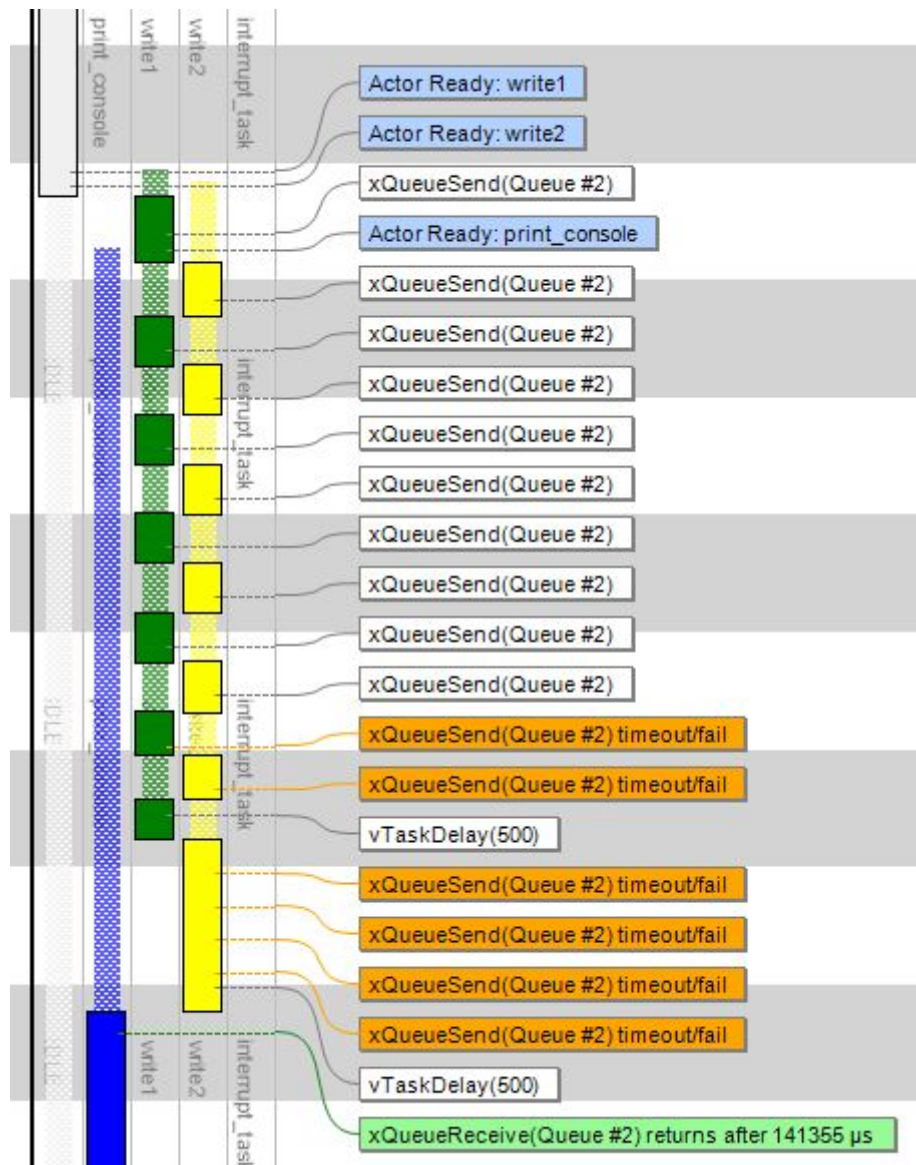 print_console
write1
write2
interrupt_task
Actor Ready: write1
Actor Ready: write2
xQueueSend(Queue #2)
Actor Ready: print_console
xQueueSend(Queue #2)
xQueueSend(Queue #2)
IDLE
interrupt_task
xQueueSend(Queue #2)
xQueueSend(Queue #2)
xQueueSend(Queue #2)
xQueueSend(Queue #2)
xQueueSend(Queue #2)
xQueueSend(Queue #2)
xQueueSend(Queue #2)
IDLE
interrupt_task
xQueueSend(Queue #2) timeout/fail
xQueueSend(Queue #2) timeout/fail
vTaskDelay(500)
xQueueSend(Queue #2) timeout/fail
xQueueSend(Queue #2) timeout/fail
xQueueSend(Queue #2) timeout/fail
xQueueSend(Queue #2) timeout/fail
IDLE
write1
write2
interrupt_tas
vTaskDelay(500)
xQueueReceive(Queue #2) returns after 141355 µs